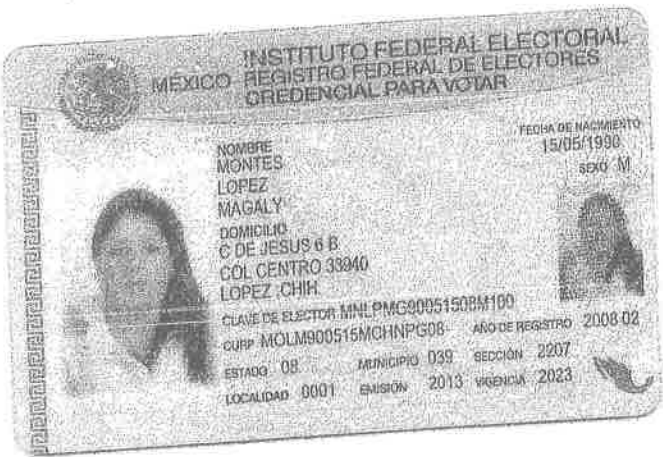 MÉXICO
INSTITUTO FEDERAL ELECTORAL
REGISTRO FEDERAL DE ELECTORES
CREDENCIAL PARA VOTAR
NOMBRE
MONTES
LOPEZ
MAGALY
FECHA DE NACIMIENTO
15/05/1990
SEXO M
DOMICILIO
C DE JESUS 6 B
COL CENTRO 33940
LOPEZ ,CHIH.
CLAVE DE ELECTOR MNLPMG90051508M100
CURP MOLM900515MCHNPG08 AÑO DE REGISTRO 2008 02
ESTADO 08 MUNICIPIO 039 SECCIÓN 2207
LOCALIDAD 0001 EMISIÓN 2013 VIGENCIA 2023